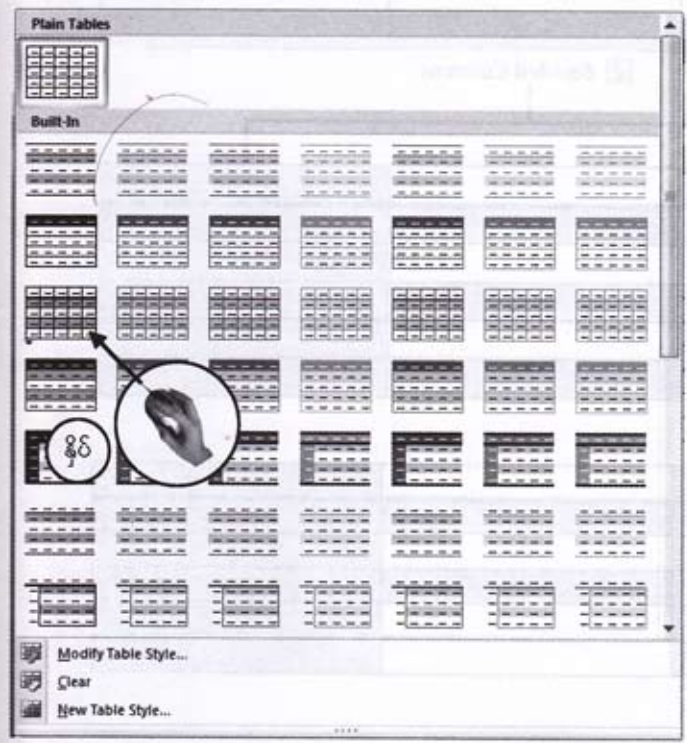 Plain Tables
Built-In
Modify Table Style...
Clear
New Table Style...